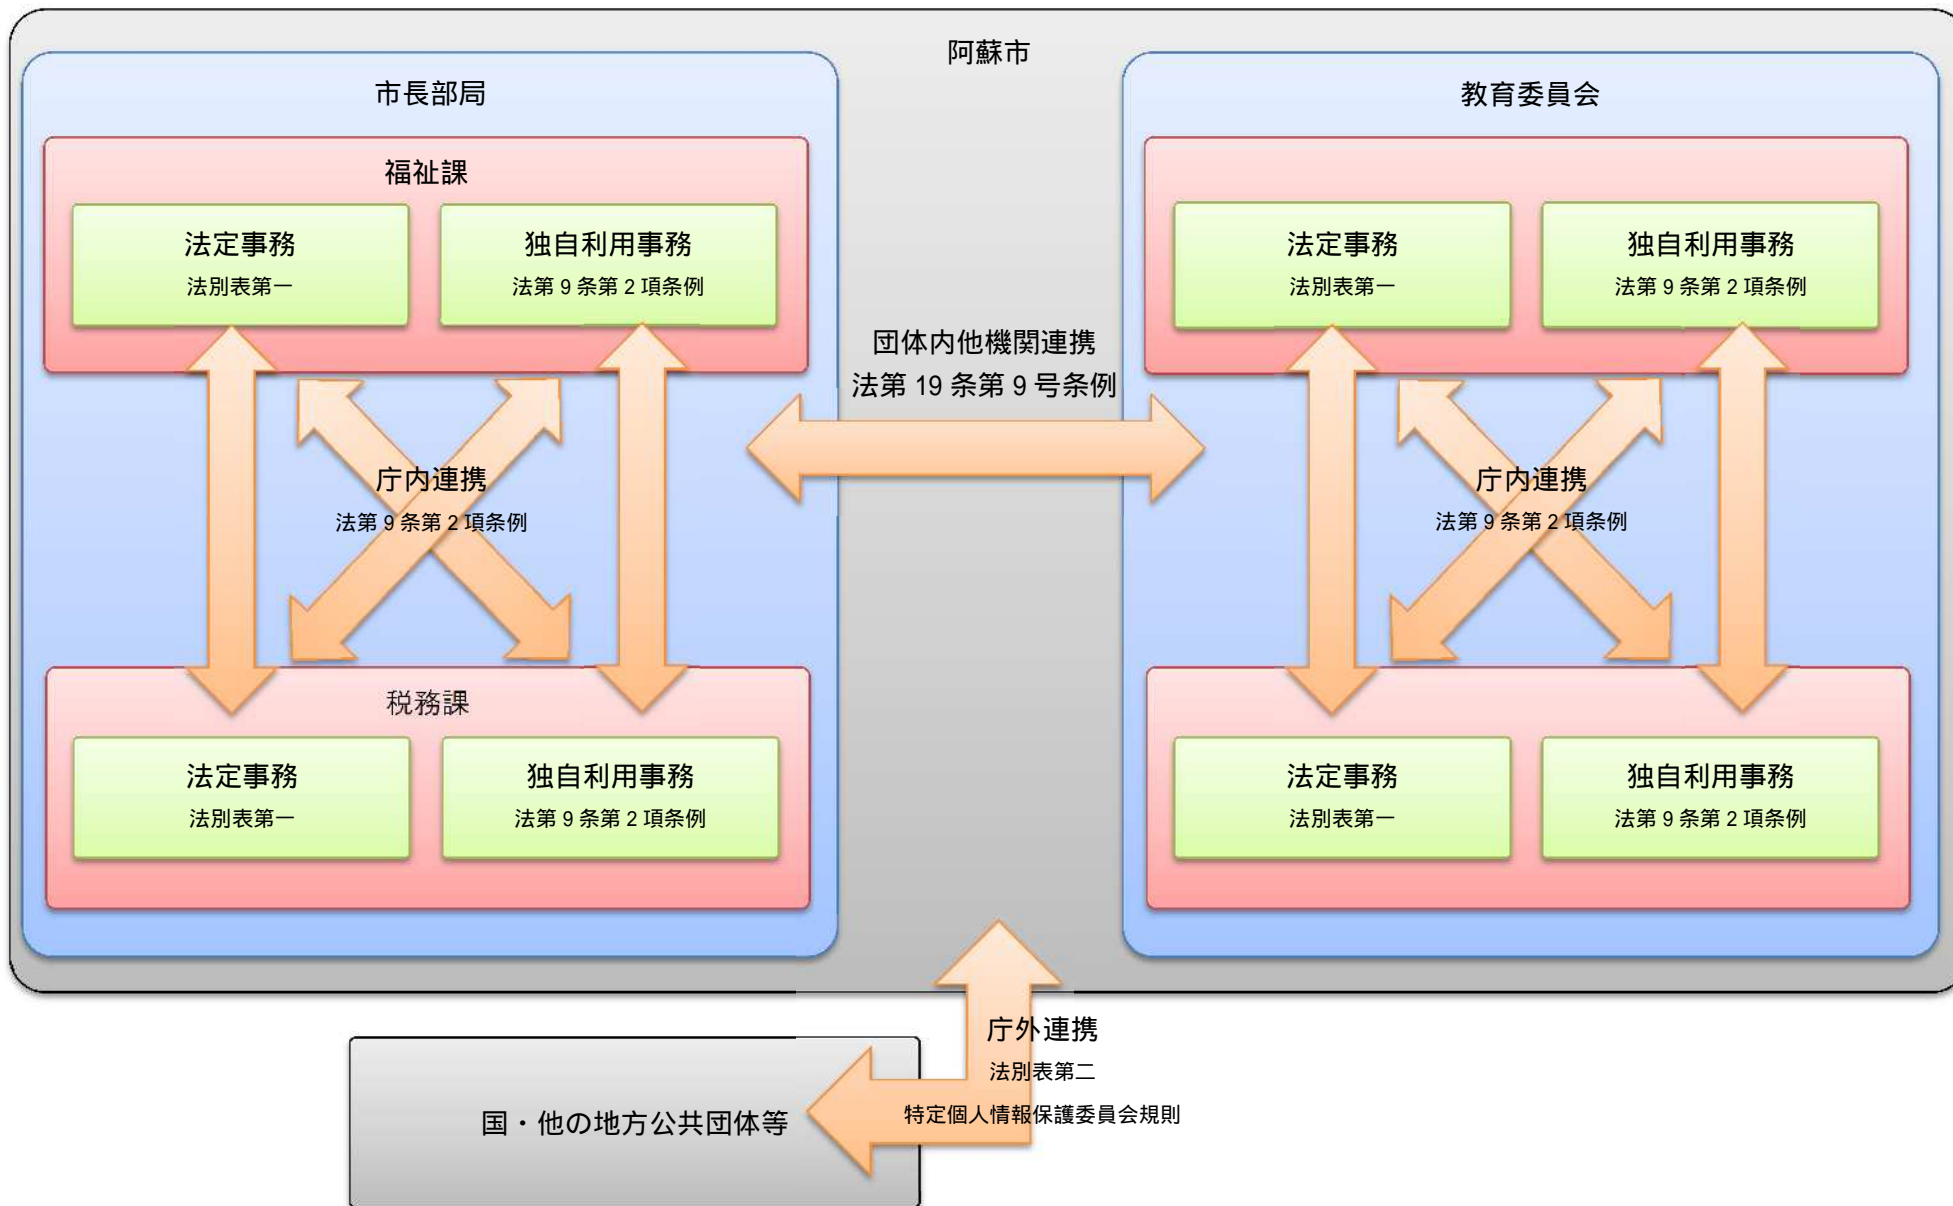 阿蘇市
市長部局
福祉課
法定事務
法別表第一
独自利用事務
法第9条第2項条例
庁内連携
法第9条第2項条例
税務課
法定事務
法別表第一
独自利用事務
法第9条第2項条例
団体内他機関連携
法第19条第9号条例
教育委員会
法定事務
法別表第一
独自利用事務
法第9条第2項条例
庁内連携
法第9条第2項条例
法定事務
法別表第一
独自利用事務
法第9条第2項条例
庁外連携
法別表第二
特定個人情報保護委員会規則
国・他の地方公共団体等